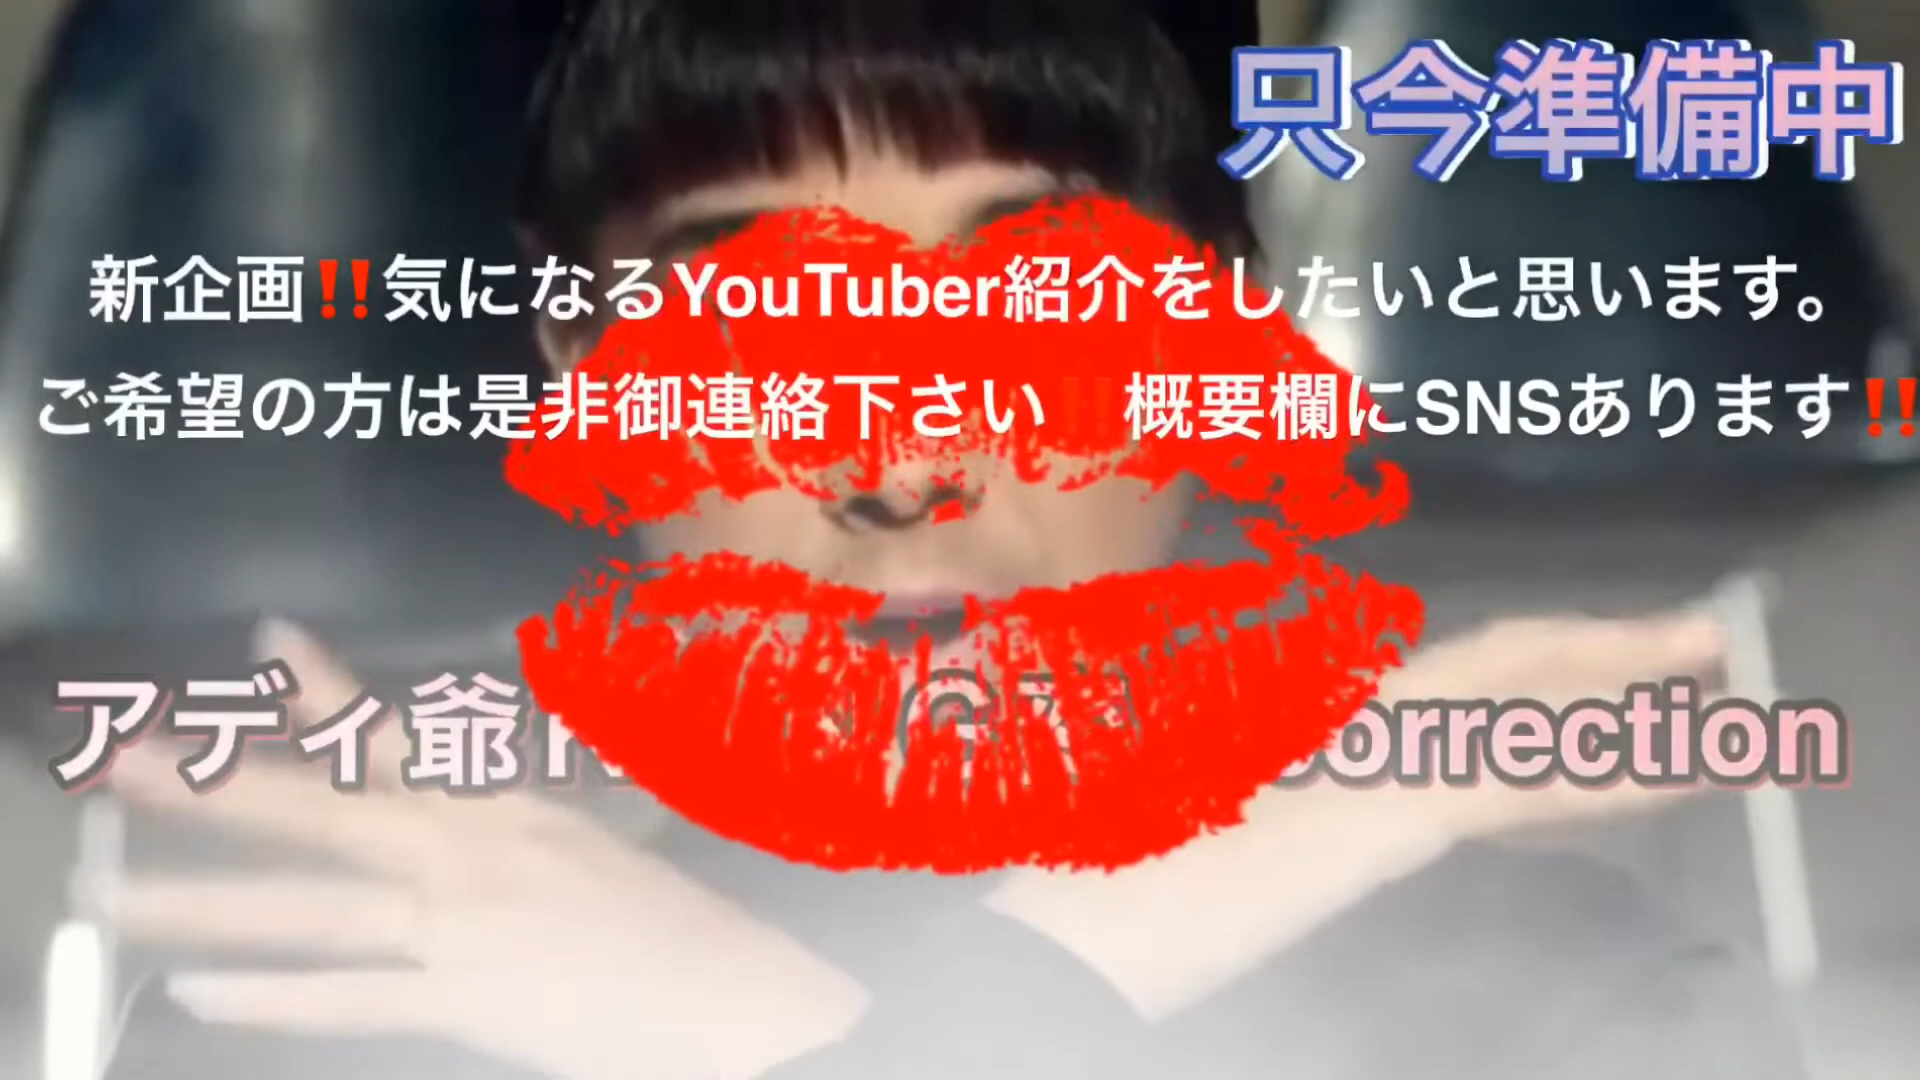 只今準備中
新企画‼️気になるYouTuber紹介をしたいと思います。
ご希望の方は是非御連絡下さい‼️概要欄にSNSあります‼️
アディ爺 orrection